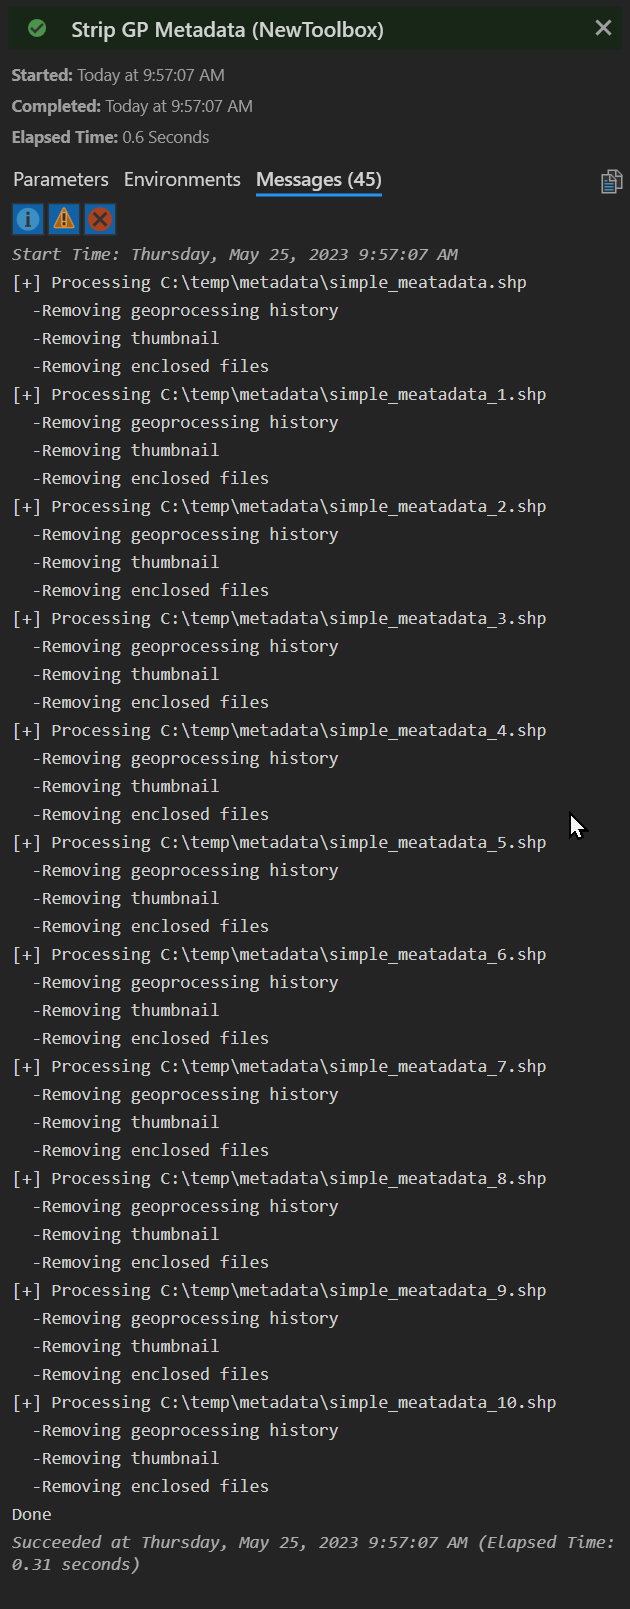 Strip GP Metadata (NewToolbox)
Started: Today at 9:57:07 AM
Completed: Today at 9:57:07 AM
Elapsed Time: 0.6 Seconds
Parameters Environments Messages (45)
Start Time: Thursday, May 25, 2023 9:57:07 AM
[+] Processing C:\temp\metadata\simple_meatadata.shp
-Removing geoprocessing history
-Removing thumbnail
-Removing enclosed files
[+] Processing C:\temp\metadata\simple_meatadata_1.shp
-Removing geoprocessing history
-Removing thumbnail
-Removing enclosed files
[+] Processing C:\temp\metadata\simple_meatadata_2.shp
-Removing geoprocessing history
-Removing thumbnail
-Removing enclosed files
[+] Processing C:\temp\metadata\simple_meatadata_3.shp
-Removing geoprocessing history
-Removing thumbnail
-Removing enclosed files
[+] Processing C:\temp\metadata\simple_meatadata_4.shp
-Removing geoprocessing history
-Removing thumbnail
-Removing enclosed files
[+] Processing C:\temp\metadata\simple_meatadata_5.shp
-Removing geoprocessing history
-Removing thumbnail
-Removing enclosed files
[+] Processing C:\temp\metadata\simple_meatadata_6.shp
-Removing geoprocessing history
-Removing thumbnail
-Removing enclosed files
[+] Processing C:\temp\metadata\simple_meatadata_7.shp
-Removing geoprocessing history
-Removing thumbnail
-Removing enclosed files
[+] Processing C:\temp\metadata\simple_meatadata_8.shp
-Removing geoprocessing history
-Removing thumbnail
-Removing enclosed files
[+] Processing C:\temp\metadata\simple_meatadata_9.shp
-Removing geoprocessing history
-Removing thumbnail
-Removing enclosed files
[+] Processing C:\temp\metadata\simple_meatadata_10.shp
-Removing geoprocessing history
-Removing thumbnail
-Removing enclosed files
Done
Succeeded at Thursday, May 25, 2023 9:57:07 AM (Elapsed Time:
0.31 seconds)